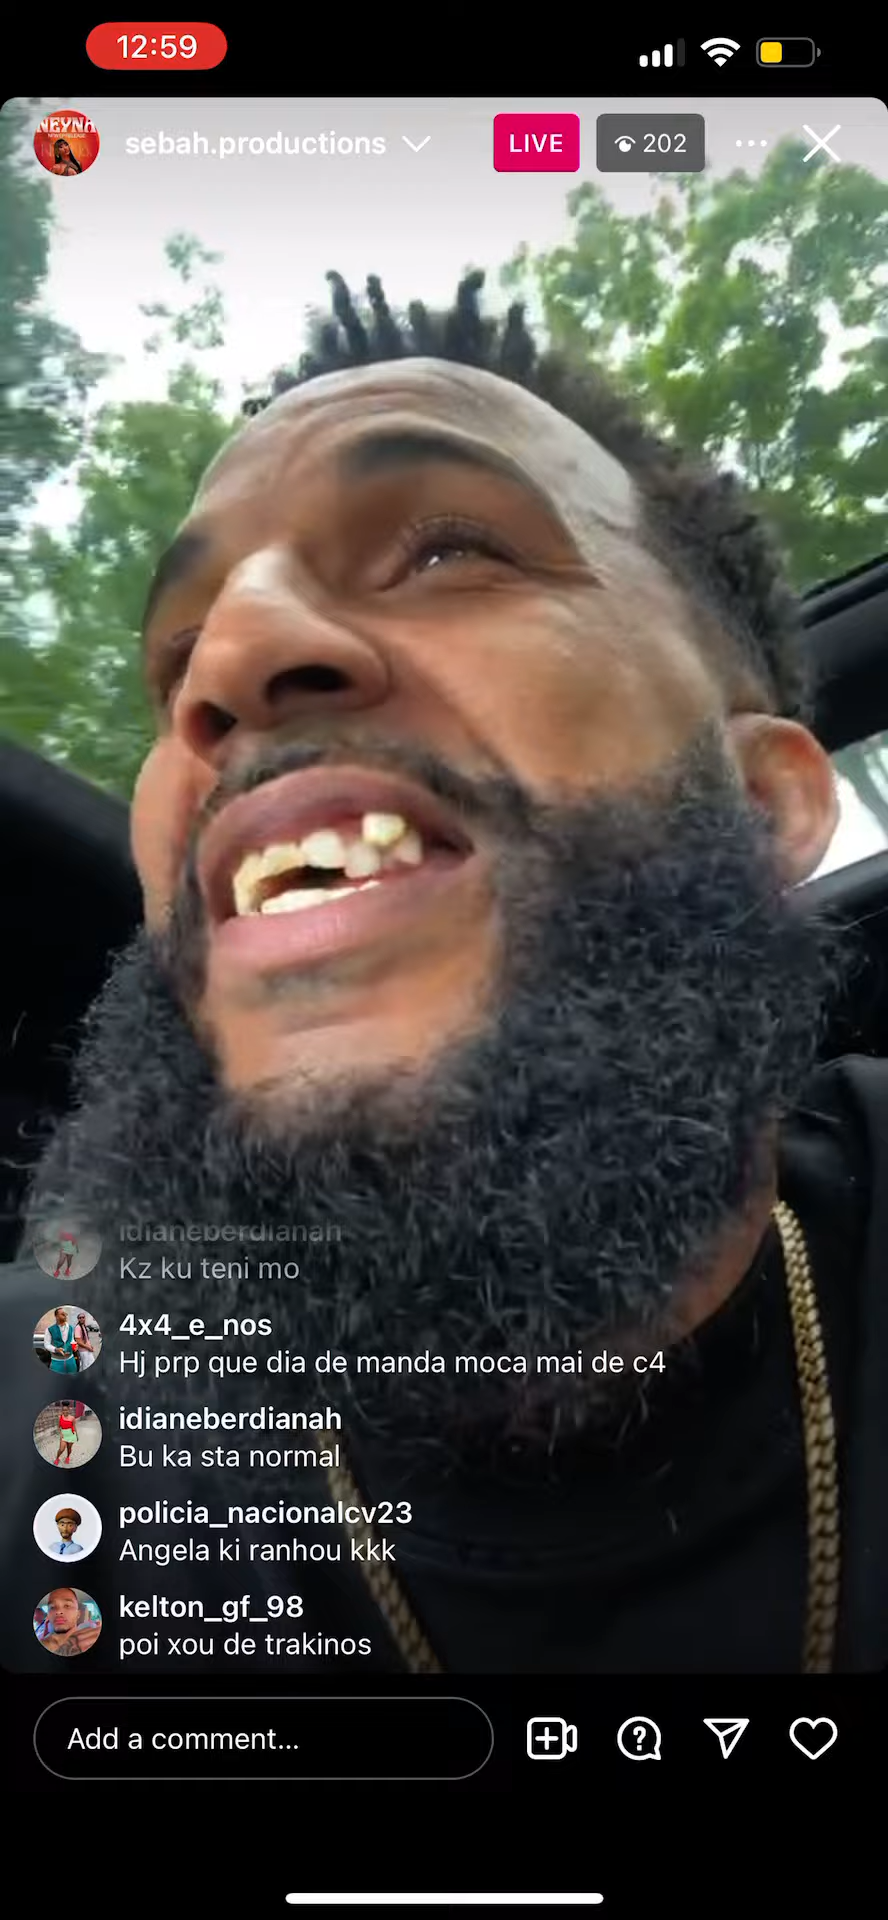 12:59
NEYNA
sebah.productions
LIVE
202
idianeberdianah
Kz ku teni mo
4x4_e_nos
Hj prp que dia de manda moca mai de c4
idianeberdianah
Bu ka sta normal
policia_nacionalcv23
Angela ki ranhou kkk
kelton_gf_98
poi xou de trakinos
Add a comment...